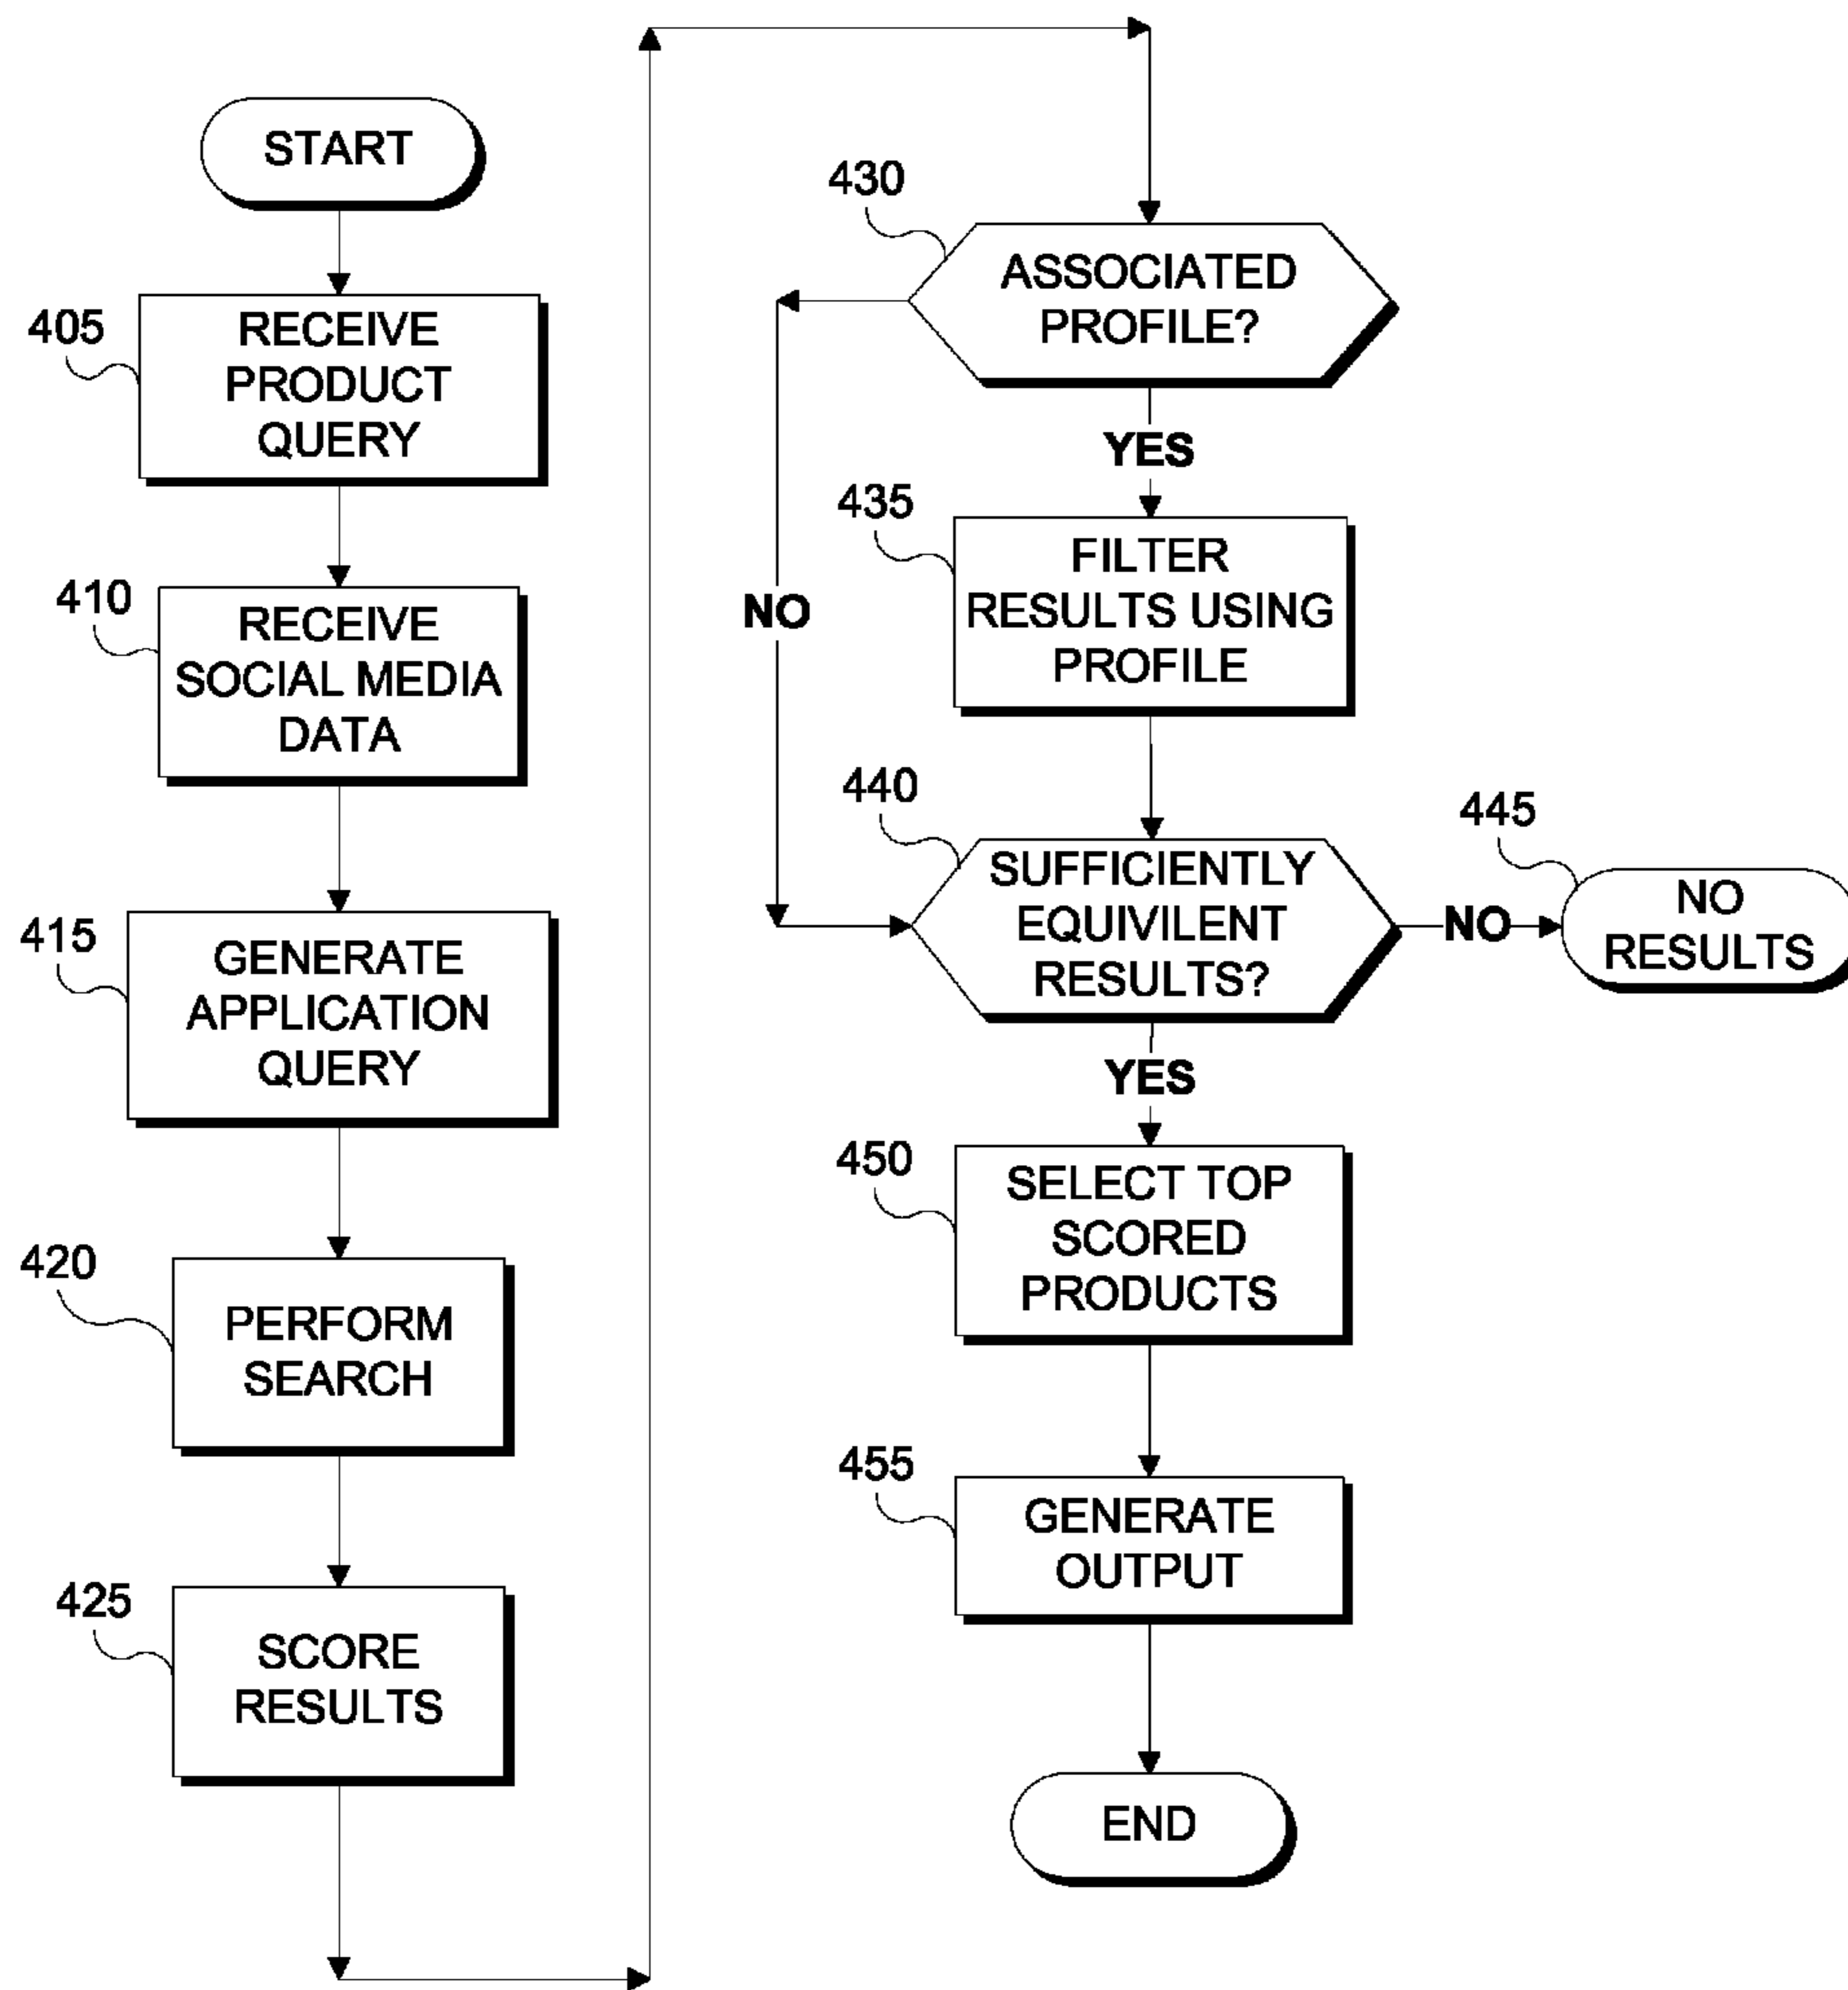 START
405
RECEIVE
PRODUCT
QUERY
410
RECEIVE
SOCIAL MEDIA
DATA
415
GENERATE
APPLICATION
QUERY
420
PERFORM
SEARCH
425
SCORE
RESULTS
430
ASSOCIATED
PROFILE?
YES
NO
435
FILTER
RESULTS USING
PROFILE
440
SUFFICIENTLY
EQUIVILENT
RESULTS?
NO
445
NO
RESULTS
YES
450
SELECT TOP
SCORED
PRODUCTS
455
GENERATE
OUTPUT
END